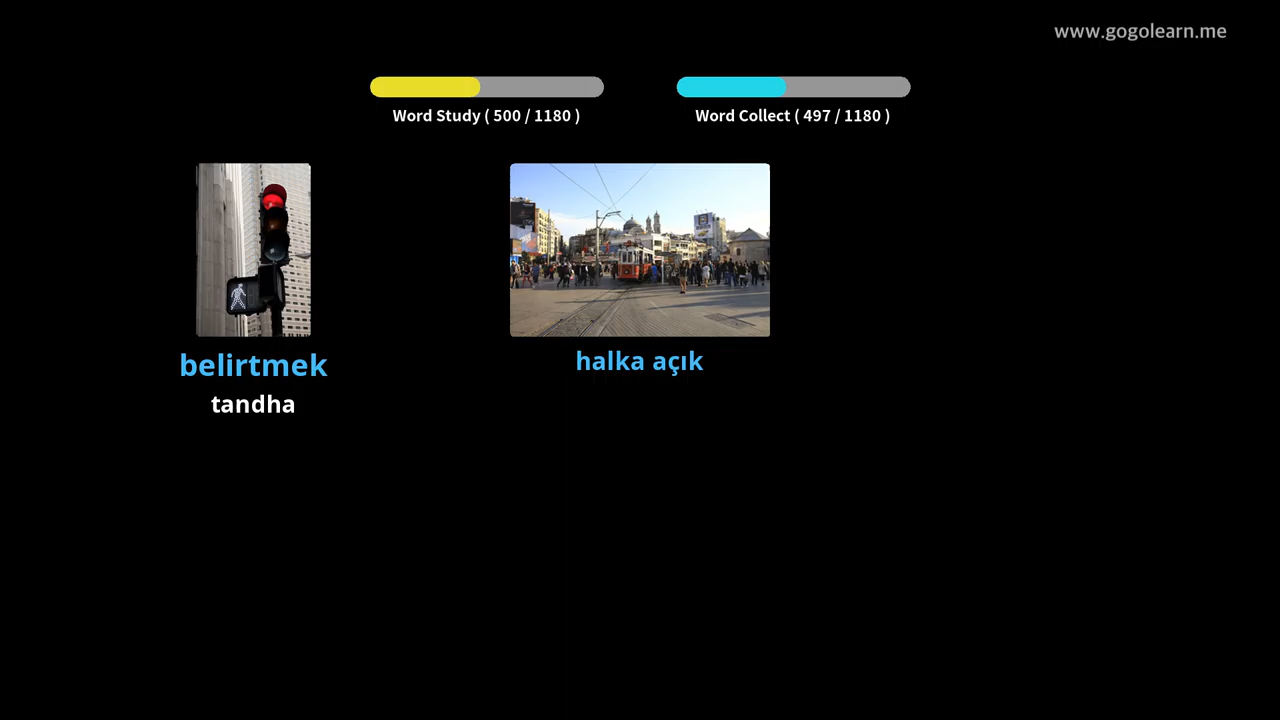 www.gogolearn.me
Word Study ( 500 / 1180 )
Word Collect ( 497 / 1180 )
belirtmek
tandha
halka açık